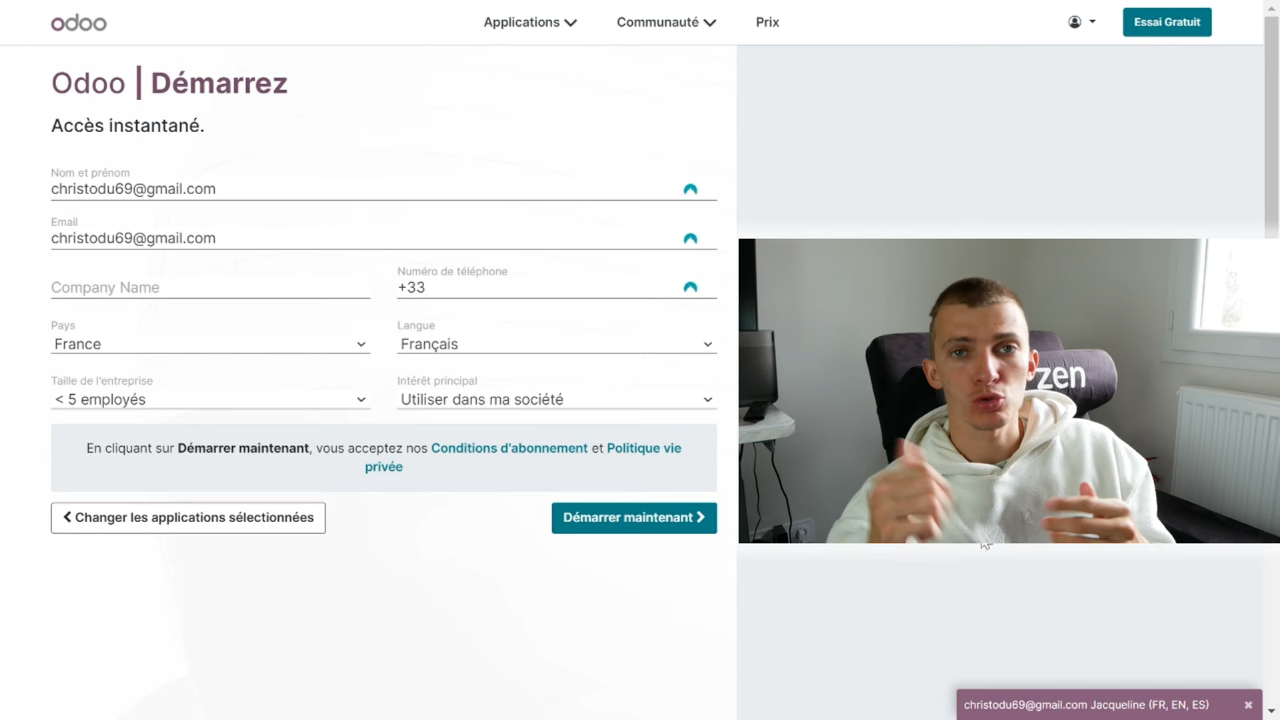 odoo
Applications
Communauté
Prix
Essai Gratuit
Odoo | Démarrez
Accès instantané.
Nom et prénom
christodu69@gmail.com
Email
christodu69@gmail.com
Company Name
Numéro de téléphone
+33
Pays
France
Langue
Français
Taille de l'entreprise
< 5 employés
Intérêt principal
Utiliser dans ma société
En cliquant sur Démarrer maintenant, vous acceptez nos Conditions d'abonnement et Politique vie
privée
Changer les applications sélectionnées
Démarrer maintenant
zen
christodu69@gmail.com Jacqueline (FR, EN, ES)